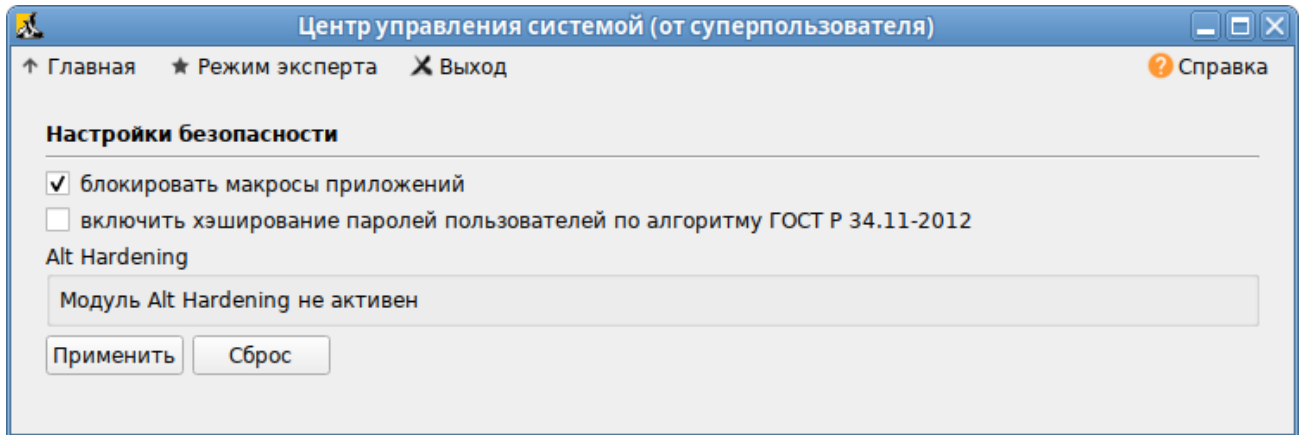 Центр управления системой (от суперпользователя)
Главная Режим эксперта Выход Справка
Настройки безопасности
блокировать макросы приложений
включить хэширование паролей пользователей по алгоритму ГОСТ Р 34.11-2012
Alt Hardening
Модуль Alt Hardening не активен
Применить Сброс